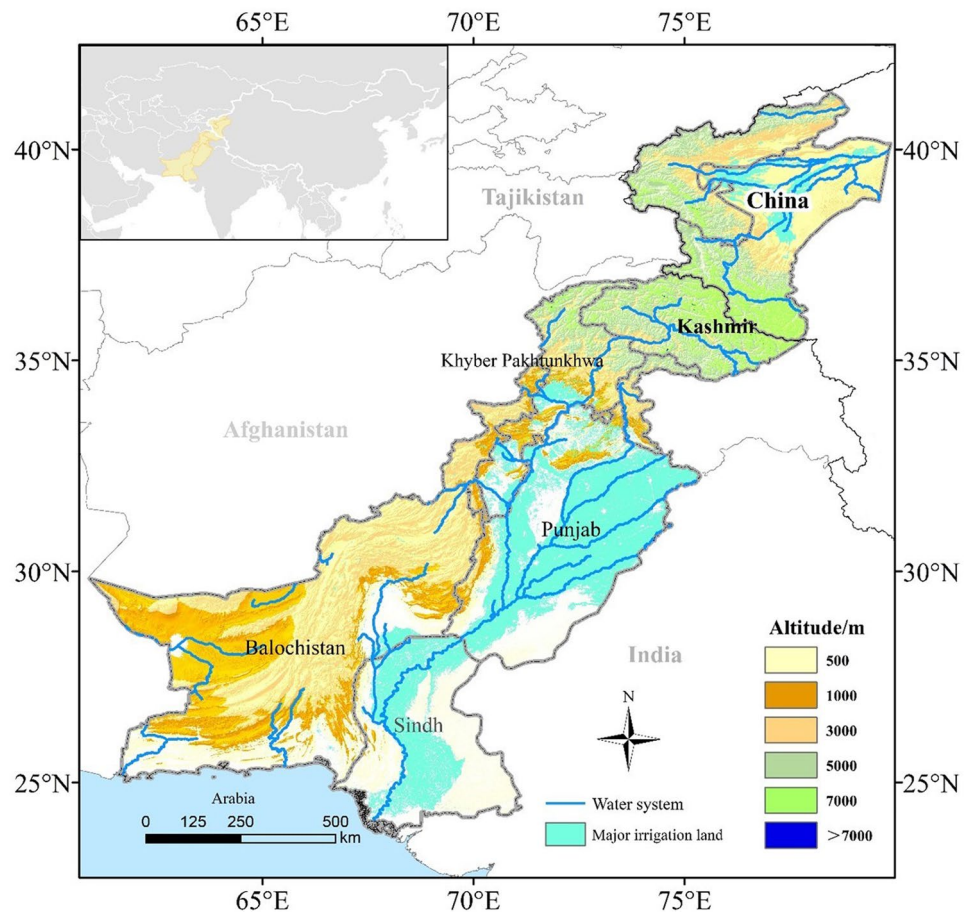 65°E 70°E 75°E
40°N 40°N
Tajikistan
China
Kashmir
35°N 35°N
Khyber Pakhtunkhwa
Afghanistan
Punjab
30°N 30°N
Altitude/m
Balochistan
India
500
1000
N
Sindh
3000
5000
25°N 25°N
Arabia
Water system
7000
0 125 250 500
km
Major irrigation land
>7000
65°E 70°E 75°E